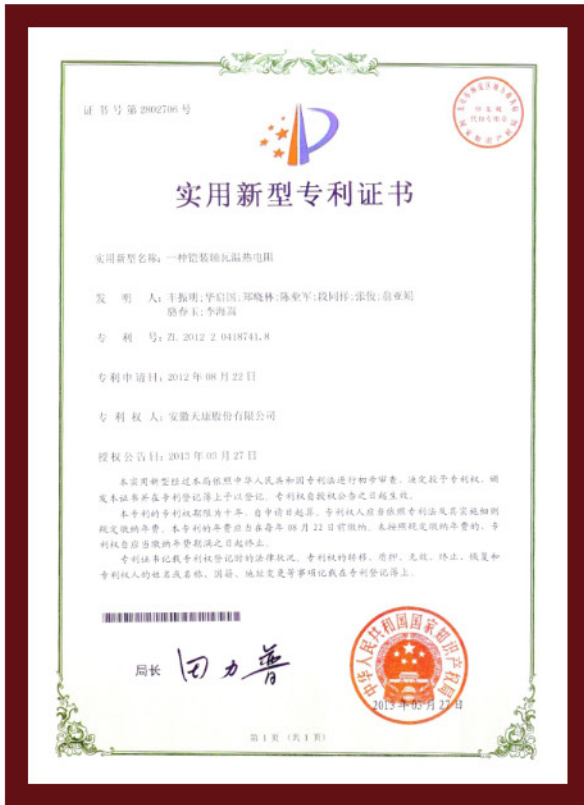 证书号第2802706号
实用新型专利证书
实用新型名称：一种铠装轴瓦温热电阻
发 明 人：华启国;郑晓林;陈业军;段同怀;张俊;翁亚娟
骆春玉;李海嵩
专 利 号：ZL 2012 2 0418741.8
专利申请日：2012年08月22日
专 利 权 人：安徽天康股份有限公司
授权公告日：2013年03月27日
本实用新型经过本局依照中华人民共和国专利法进行初步审查，决定授予专利权，颁
发本证书并在专利登记簿上予以登记。专利权自授权公告之日起生效。
本专利的专利权期限为十年，自申请日起算。专利权人应当依照专利法及其实施细则
规定缴纳年费。本专利的年费应当在每年08月22日前缴纳。未按照规定缴纳年费的，专
利权自应当缴纳年费期满之日起终止。
专利证书记载专利权登记时的法律状况。专利权的转移、质押、无效、终止、恢复和
专利权人的姓名或名称、国籍、地址变更等事项记载在专利登记簿上。
局长 田力普
中华人民共和国国家知识产权局
2013年03月27日
第 1 页 （共 1 页）